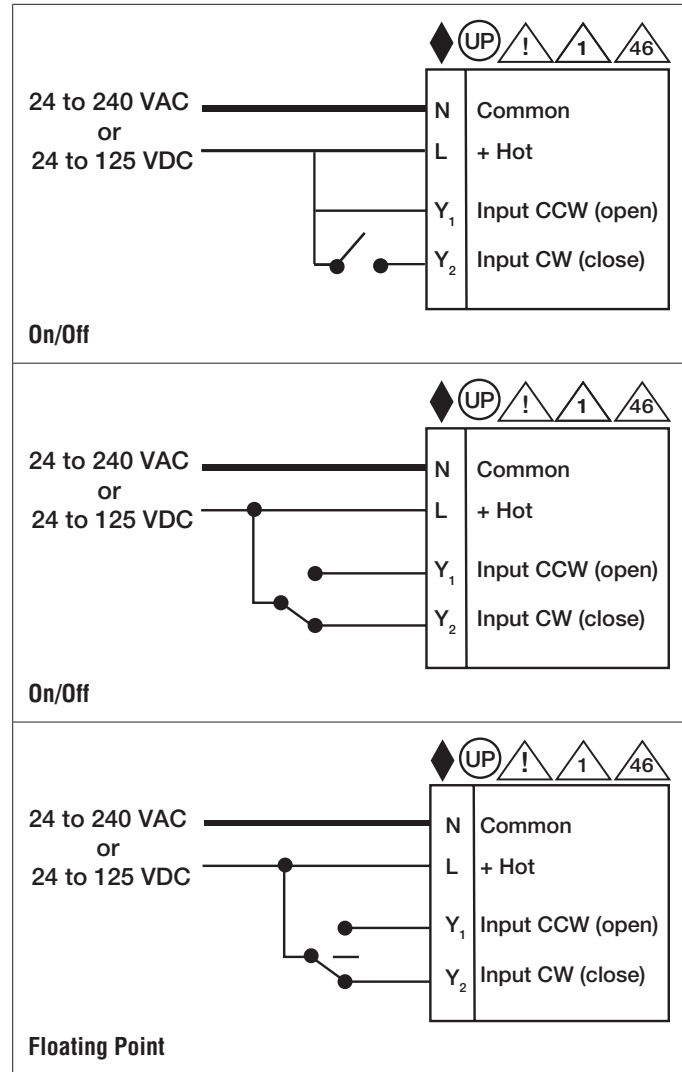 UP ! 1 46
24 to 240 VAC
or
24 to 125 VDC
N Common
L + Hot
Y1 Input CCW (open)
Y2 Input CW (close)
On/Off
UP ! 1 46
24 to 240 VAC
or
24 to 125 VDC
N Common
L + Hot
Y1 Input CCW (open)
Y2 Input CW (close)
On/Off
UP ! 1 46
24 to 240 VAC
or
24 to 125 VDC
N Common
L + Hot
Y1 Input CCW (open)
Y2 Input CW (close)
Floating Point